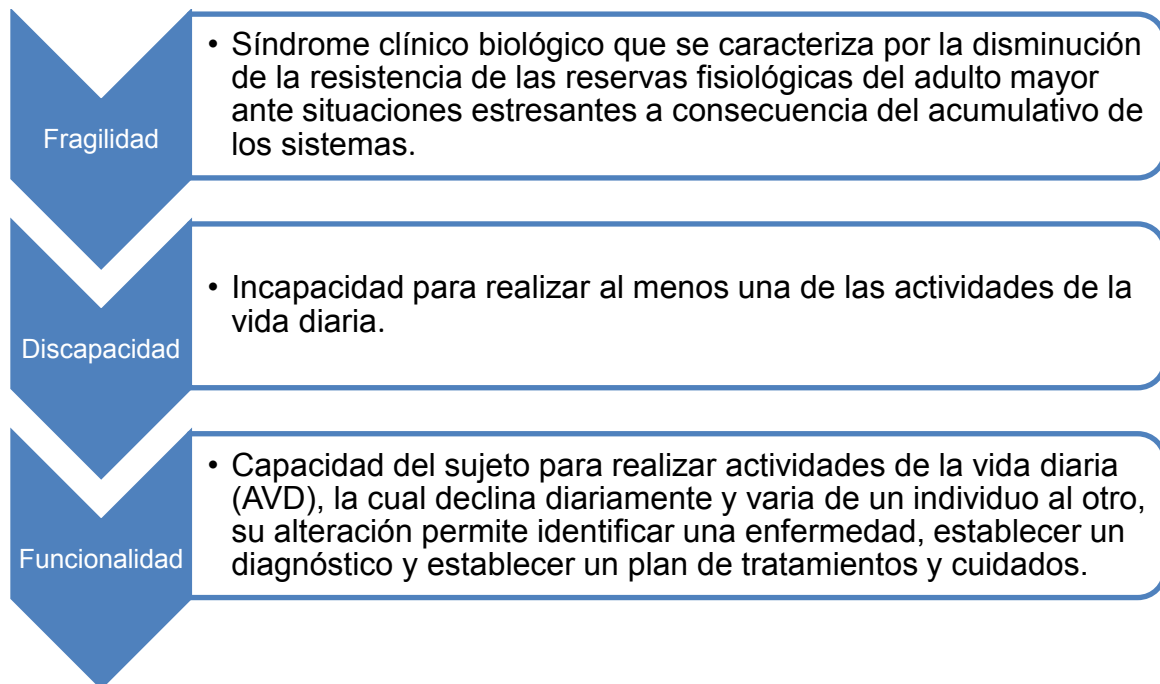 Fragilidad
• Síndrome clínico biológico que se caracteriza por la disminución
de la resistencia de las reservas fisiológicas del adulto mayor
ante situaciones estresantes a consecuencia del acumulativo de
los sistemas.
Discapacidad
• Incapacidad para realizar al menos una de las actividades de la
vida diaria.
Funcionalidad
• Capacidad del sujeto para realizar actividades de la vida diaria
(AVD), la cual declina diariamente y varia de un individuo al otro,
su alteración permite identificar una enfermedad, establecer un
diagnóstico y establecer un plan de tratamientos y cuidados.